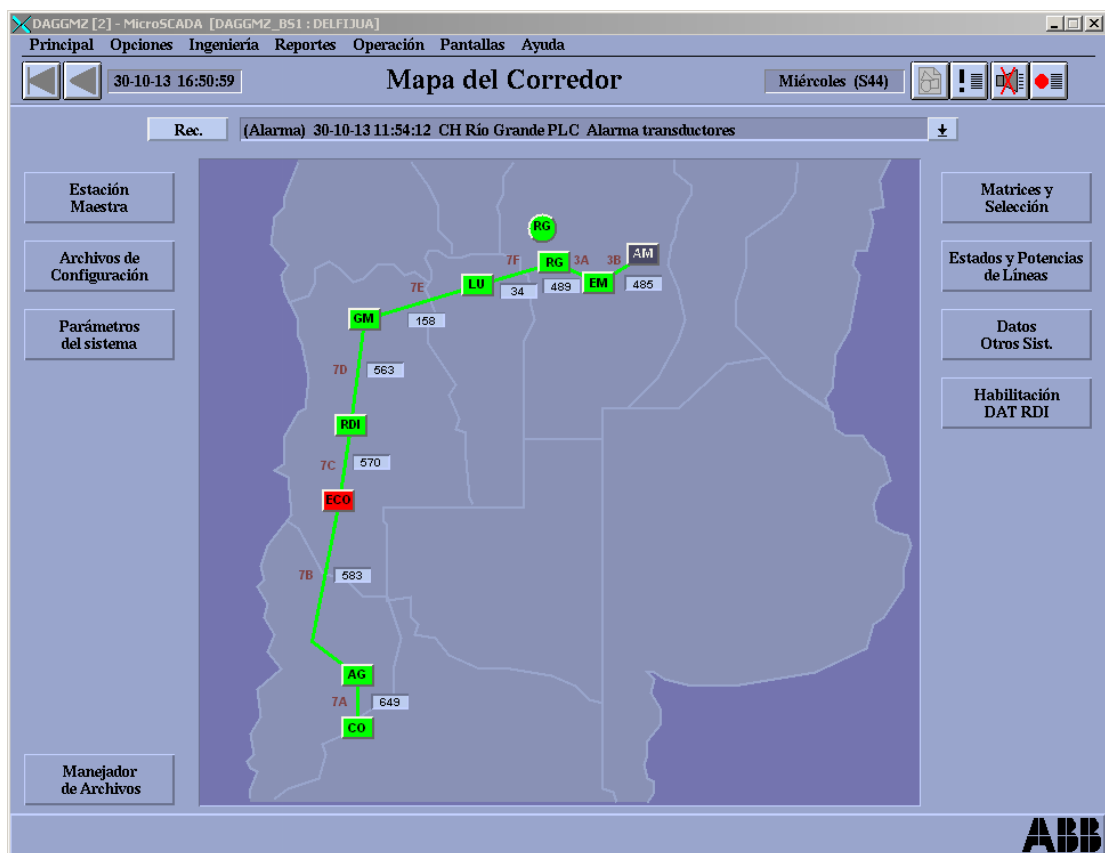 DAGGMZ [2] - MicroSCADA [DAGGMZ_BS1 : DELFIJUA]
Principal Opciones Ingeniería Reportes Operación Pantallas Ayuda
30-10-13 16:50:59
Mapa del Corredor
Miércoles (S44)
Rec.
(Alarma) 30-10-13 11:54:12 CH Río Grande PLC Alarma transductores
Estación
Maestra
Archivos de
Configuración
Parámetros
del sistema
Manejador
de Archivos
RG
7F RG 3A 3B AM
7E LU 34 489 EM 485
GM 158
7D 563
RDI
7C 570
ECO
7B 583
AG
7A 649
CO
Matrices y
Selección
Estados y Potencias
de Líneas
Datos
Otros Sist.
Habilitación
DAT RDI
ABB